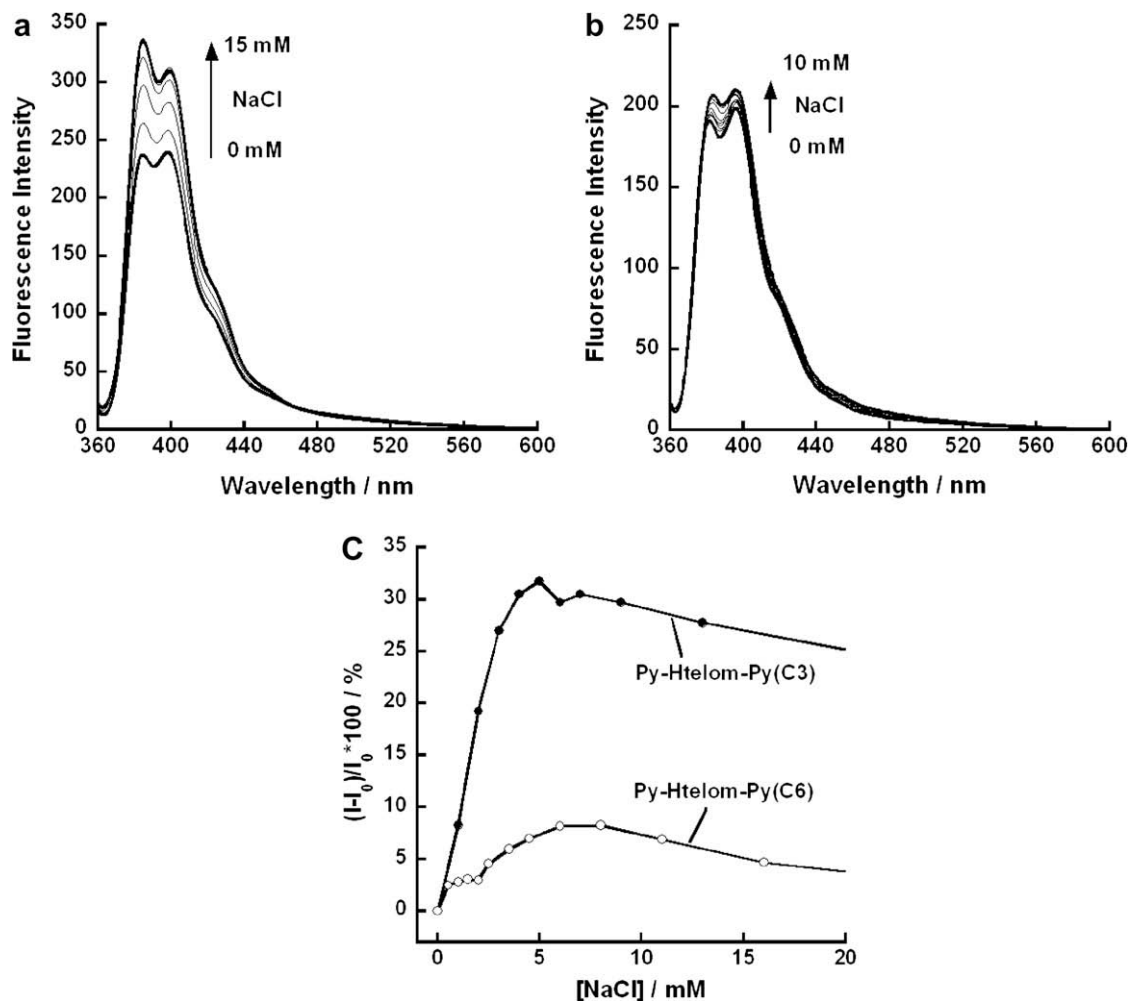 a
350
300
250
200
150
100
50
0
Fluorescence Intensity
15 mM
NaCl
0 mM
360 400 440 480 520 560 600
Wavelength / nm
b
250
200
150
100
50
0
Fluorescence Intensity
10 mM
NaCl
0 mM
360 400 440 480 520 560 600
Wavelength / nm
C
35
30
25
20
15
10
5
0
(I-I0)/I0*100 / %
Py-Htelom-Py(C3)
Py-Htelom-Py(C6)
0 5 10 15 20
[NaCl] / mM